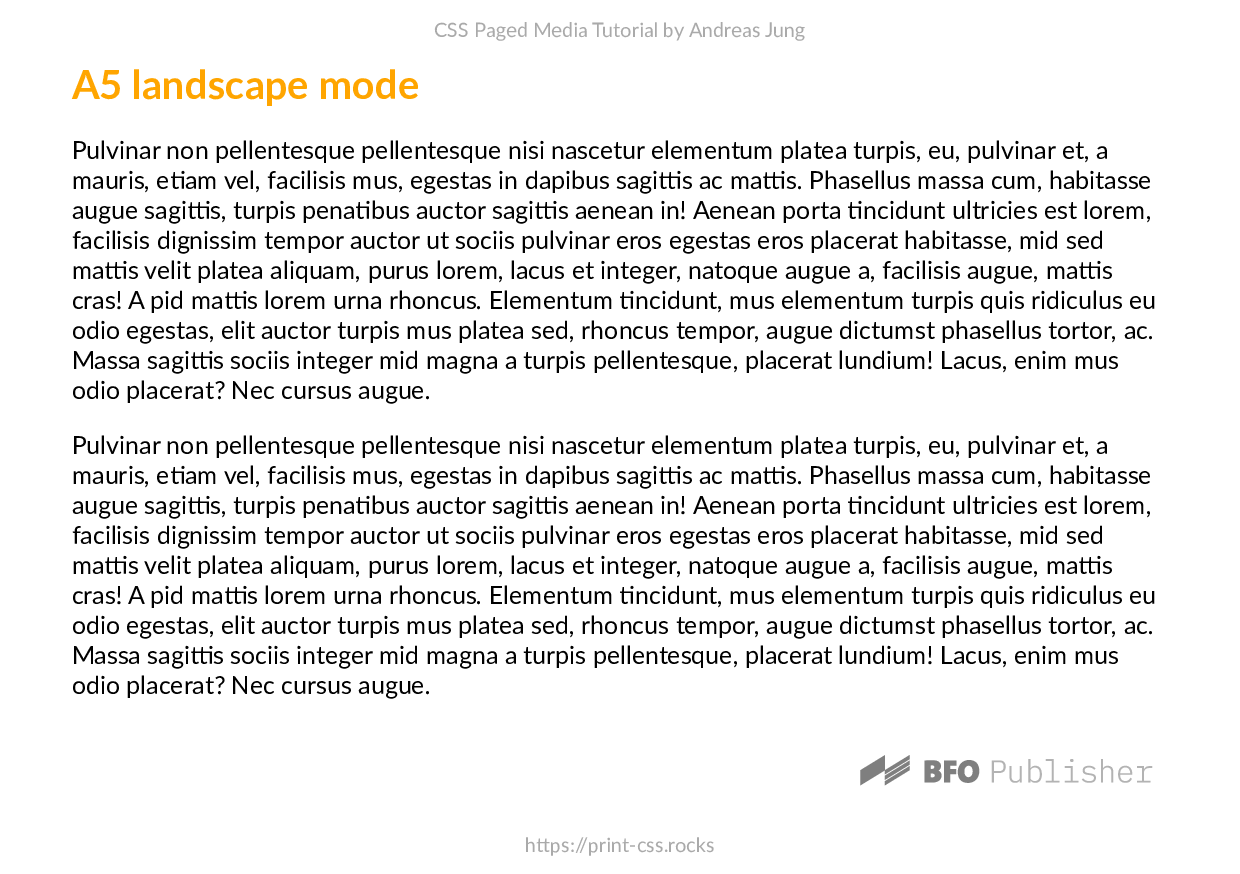 CSS Paged Media Tutorial by Andreas Jung
A5 landscape mode
Pulvinar non pellentesque pellentesque nisi nascetur elementum platea turpis, eu, pulvinar et, a
mauris, etiam vel, facilisis mus, egestas in dapibus sagittis ac mattis. Phasellus massa cum, habitasse
augue sagittis, turpis penatibus auctor sagittis aenean in! Aenean porta tincidunt ultricies est lorem,
facilisis dignissim tempor auctor ut sociis pulvinar eros egestas eros placerat habitasse, mid sed
mattis velit platea aliquam, purus lorem, lacus et integer, natoque augue a, facilisis augue, mattis
cras! A pid mattis lorem urna rhoncus. Elementum tincidunt, mus elementum turpis quis ridiculus eu
odio egestas, elit auctor turpis mus platea sed, rhoncus tempor, augue dictumst phasellus tortor, ac.
Massa sagittis sociis integer mid magna a turpis pellentesque, placerat lundium! Lacus, enim mus
odio placerat? Nec cursus augue.
Pulvinar non pellentesque pellentesque nisi nascetur elementum platea turpis, eu, pulvinar et, a
mauris, etiam vel, facilisis mus, egestas in dapibus sagittis ac mattis. Phasellus massa cum, habitasse
augue sagittis, turpis penatibus auctor sagittis aenean in! Aenean porta tincidunt ultricies est lorem,
facilisis dignissim tempor auctor ut sociis pulvinar eros egestas eros placerat habitasse, mid sed
mattis velit platea aliquam, purus lorem, lacus et integer, natoque augue a, facilisis augue, mattis
cras! A pid mattis lorem urna rhoncus. Elementum tincidunt, mus elementum turpis quis ridiculus eu
odio egestas, elit auctor turpis mus platea sed, rhoncus tempor, augue dictumst phasellus tortor, ac.
Massa sagittis sociis integer mid magna a turpis pellentesque, placerat lundium! Lacus, enim mus
odio placerat? Nec cursus augue.
BFO Publisher
https://print-css.rocks